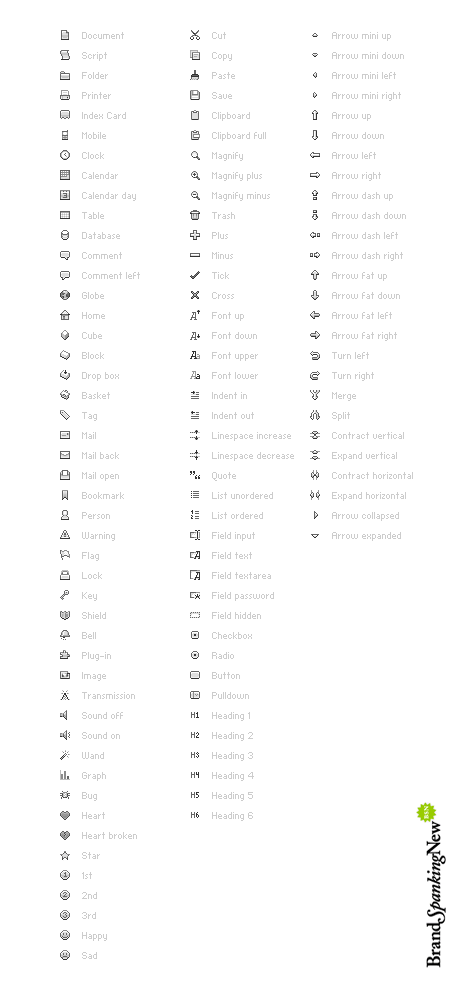 Document
Script
Folder
Printer
Index Card
Mobile
Clock
Calendar
Calendar day
Table
Database
Comment
Comment left
Globe
Home
Cube
Block
Drop box
Basket
Tag
Mail
Mail back
Mail open
Bookmark
Person
Warning
Flag
Lock
Key
Shield
Bell
Plug-in
Image
Transmission
Sound off
Sound on
Wand
Graph
Bug
Heart
Heart broken
Star
1st
2nd
3rd
Happy
Sad
Cut
Copy
Paste
Save
Clipboard
Clipboard full
Magnify
Magnify plus
Magnify minus
Trash
Plus
Minus
Tick
Cross
Font up
Font down
Font upper
Font lower
Indent in
Indent out
Linespace increase
Linespace decrease
Quote
List unordered
List ordered
Field input
Field text
Field textarea
Field password
Field hidden
Checkbox
Radio
Button
Pulldown
H1 Heading 1
H2 Heading 2
H3 Heading 3
H4 Heading 4
H5 Heading 5
H6 Heading 6
Arrow mini up
Arrow mini down
Arrow mini left
Arrow mini right
Arrow up
Arrow down
Arrow left
Arrow right
Arrow dash up
Arrow dash down
Arrow dash left
Arrow dash right
Arrow fat up
Arrow fat down
Arrow fat left
Arrow fat right
Turn left
Turn right
Merge
Split
Contract vertical
Expand vertical
Contract horizontal
Expand horizontal
Arrow collapsed
Arrow expanded
BrandSpankingNew